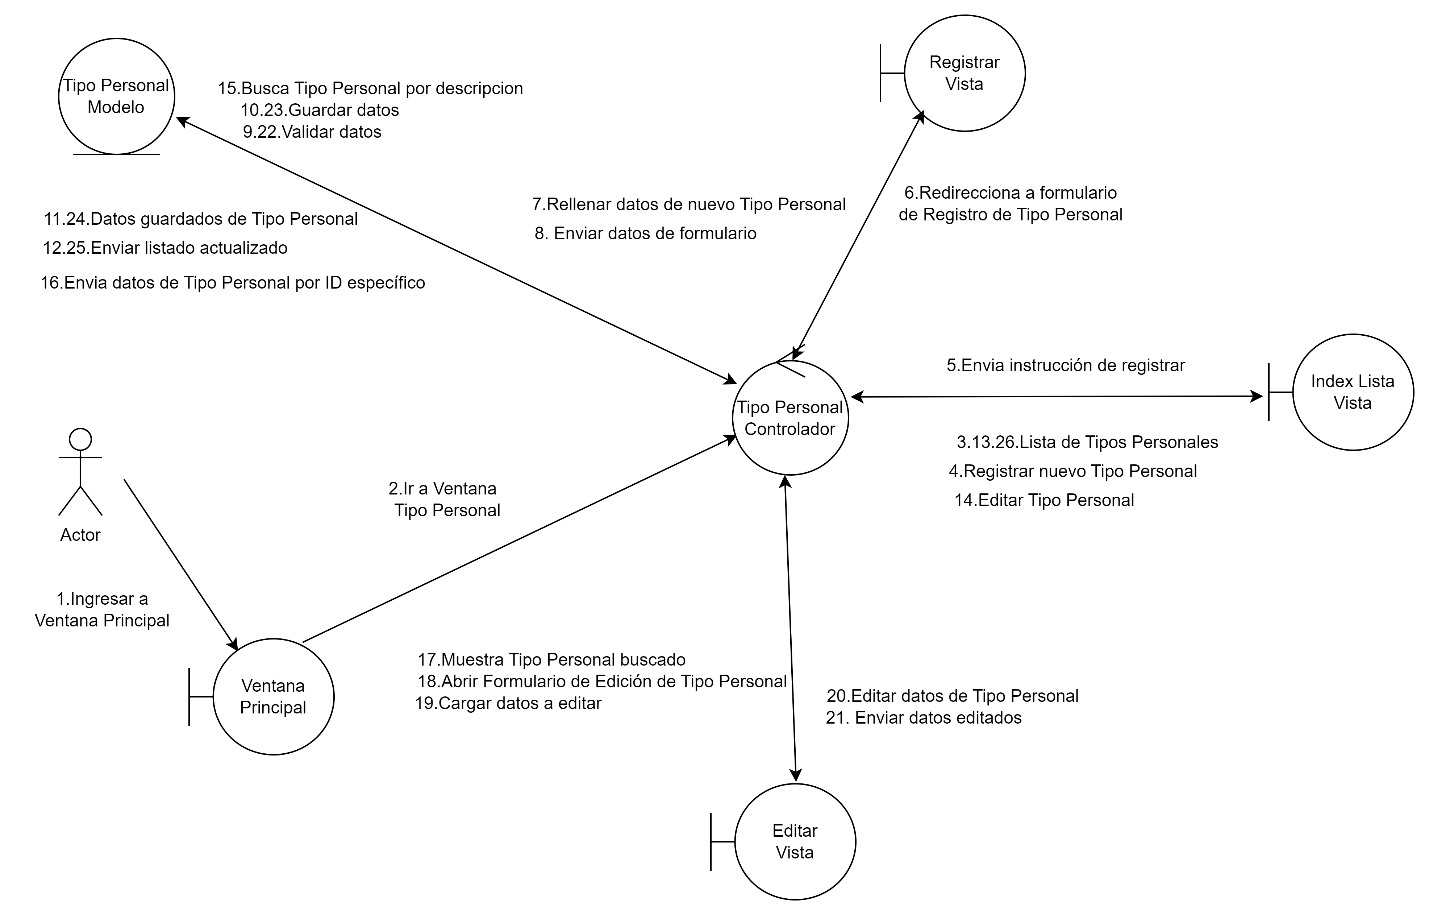 Registrar
Vista
Tipo Personal
Modelo
15.Busca Tipo Personal por descripcion
10.23.Guardar datos
9.22.Validar datos
6.Redirecciona a formulario
de Registro de Tipo Personal
7.Rellenar datos de nuevo Tipo Personal
8. Enviar datos de formulario
11.24.Datos guardados de Tipo Personal
12.25.Enviar listado actualizado
16.Envia datos de Tipo Personal por ID específico
5.Envia instrucción de registrar
Index Lista
Vista
Tipo Personal
Controlador
3.13.26.Lista de Tipos Personales
4.Registrar nuevo Tipo Personal
14.Editar Tipo Personal
2.Ir a Ventana
Tipo Personal
Actor
1.Ingresar a
Ventana Principal
Ventana
Principal
17.Muestra Tipo Personal buscado
18.Abrir Formulario de Edición de Tipo Personal
19.Cargar datos a editar
20.Editar datos de Tipo Personal
21. Enviar datos editados
Editar
Vista